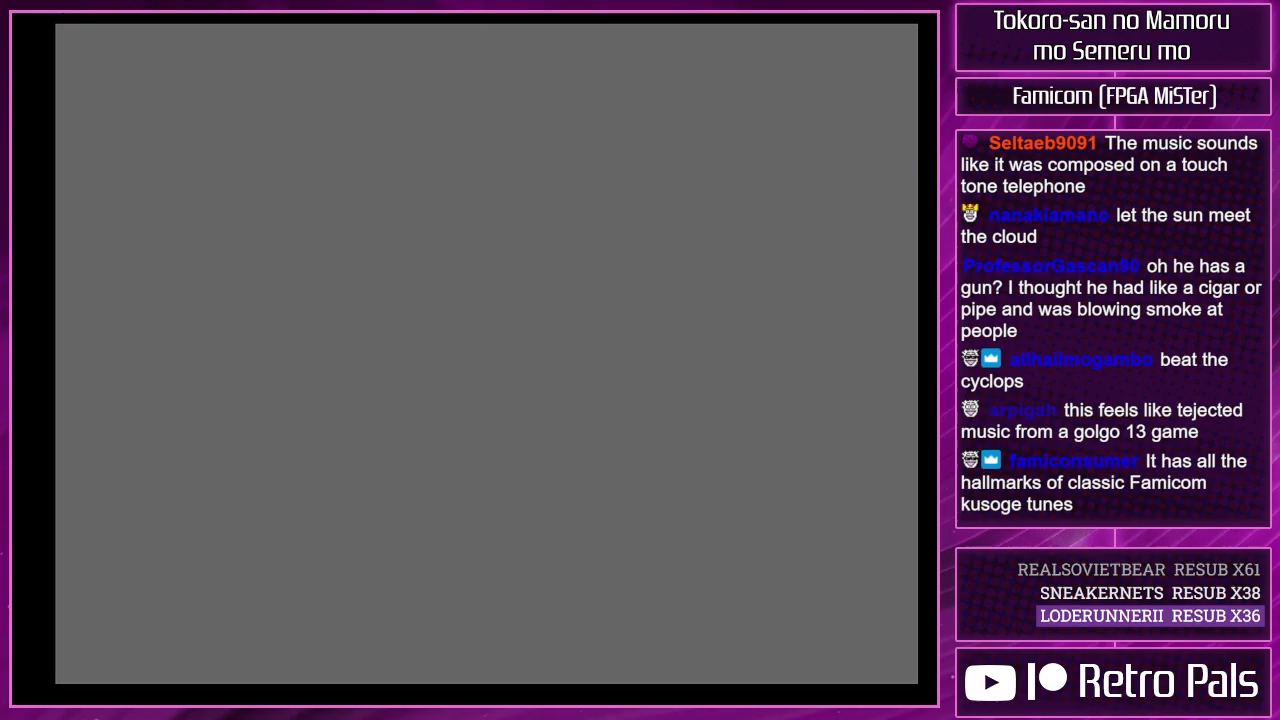 Tokoro-san no Mamoru
mo Semeru mo
Famicom (FPGA MiSTer)
Seltaeb9091 The music sounds
like it was composed on a touch
tone telephone
nanakiamano let the sun meet
the cloud
ProfessorGascan90 oh he has a
gun? I thought he had like a cigar or
pipe and was blowing smoke at
people
allhailmogambo beat the
cyclops
arpigah this feels like tejected
music from a golgo 13 game
famiconsumer It has all the
hallmarks of classic Famicom
kusoge tunes
REALSOVIETBEAR RESUB X61
SNEAKERNETS RESUB X38
LODERUNNERII RESUB X36
Retro Pals